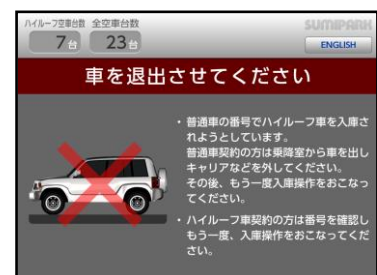 ハイルーフ空車台数 全空車台数
7台 23台
SUMIPARK
ENGLISH
車を退出させてください
・普通車の番号でハイルーフ車を入庫さ
れようとしています。
普通車契約の方は乗降室から車を出し
キャリアなどを外してください。
その後、もう一度入庫操作をおこなっ
てください。
・ハイルーフ車契約の方は番号を確認し
もう一度、入庫操作をおこなってくだ
さい。